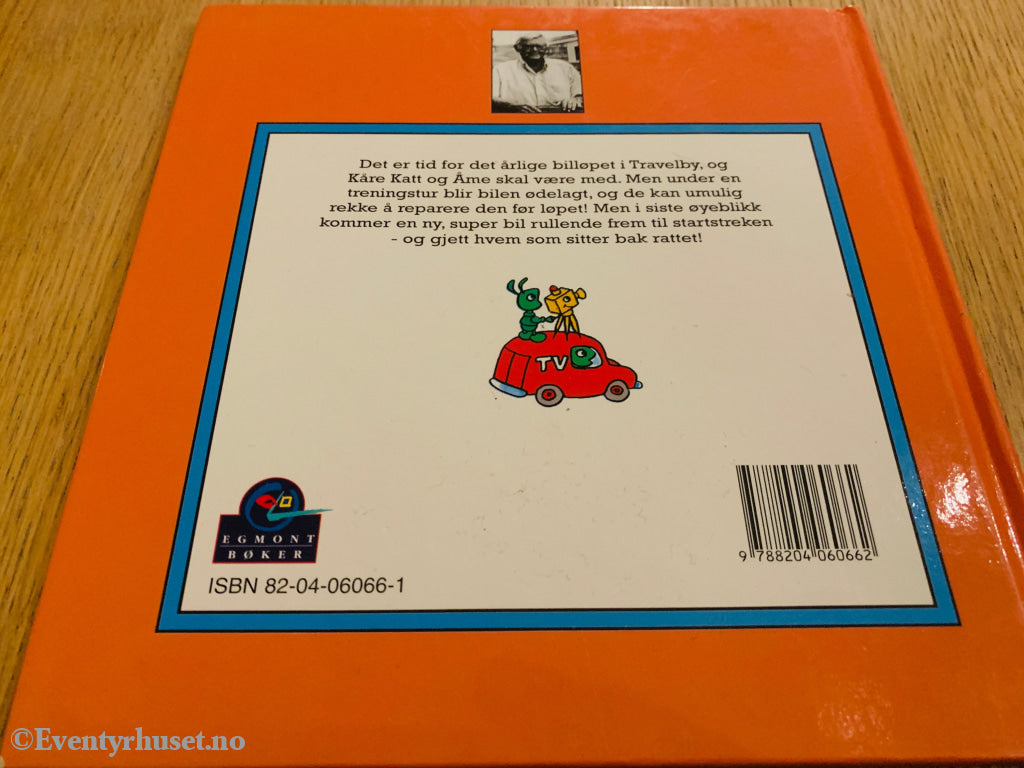 Det er tid for det årlige billøpet i Travelby, og
Kåre Katt og Åme skal være med. Men under en
treningstur blir bilen ødelagt, og de kan umulig
rekke å reparere den før løpet! Men i siste øyeblikk
kommer en ny, super bil rullende frem til startstreken
- og gjett hvem som sitter bak rattet!
TV
EGMONT
BØKER
ISBN 82-04-06066-1
9 788204 060662
©Eventyrhuset.no